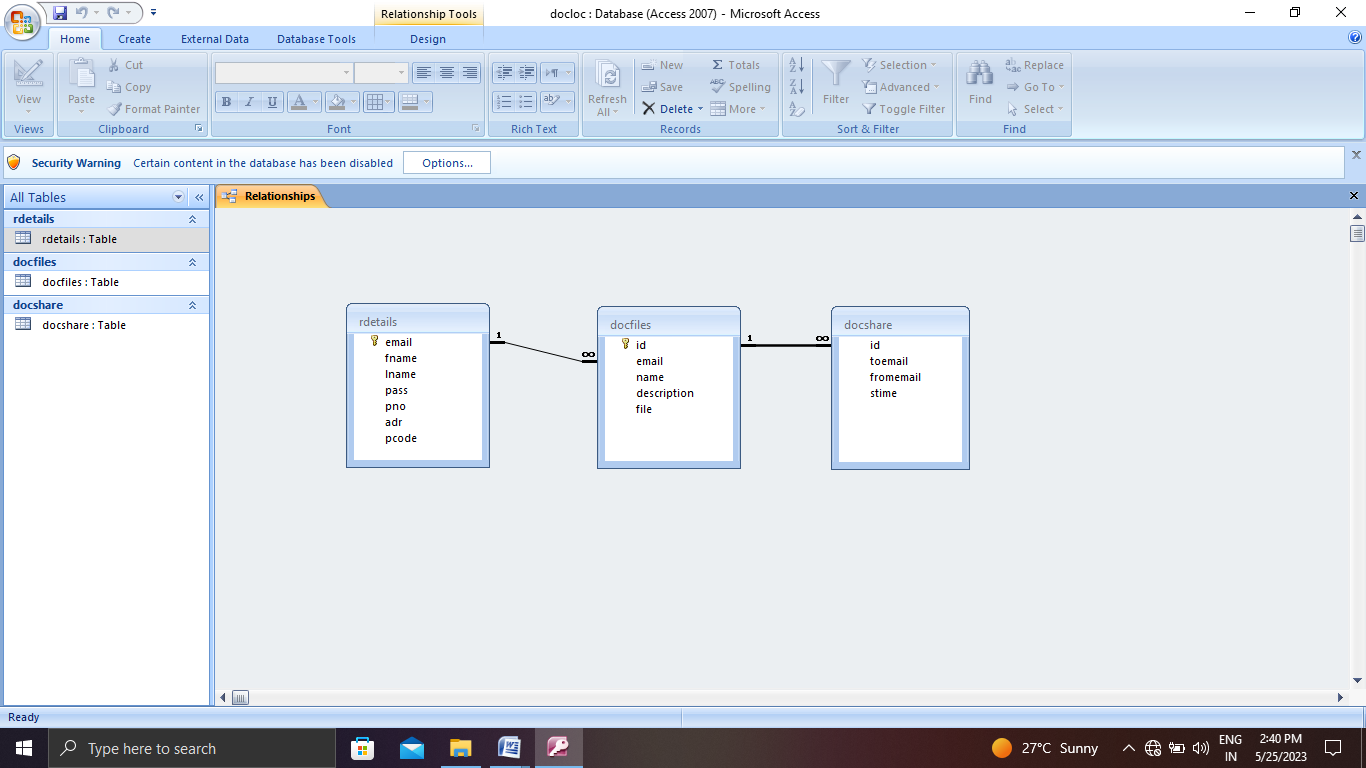 Relationship Tools
docloc : Database (Access 2007) - Microsoft Access
Home Create External Data Database Tools Design
View
Views
Paste
Cut
Copy
Format Painter
Clipboard
B I U A
Font
Rich Text
Refresh All
New
Save
Delete
Totals
Spelling
More
Records
Filter
Selection
Advanced
Toggle Filter
Sort & Filter
Find
Replace
Go To
Select
Find
Security Warning Certain content in the database has been disabled Options...
All Tables
rdetails
rdetails : Table
docfiles
docfiles : Table
docshare
docshare : Table
Relationships
rdetails
email
fname
lname
pass
pno
adr
pcode
1 ∞
docfiles
id
email
name
description
file
1 ∞
docshare
id
toemail
fromemail
stime
Ready
Type here to search
27°C Sunny
ENG
IN
2:40 PM
5/25/2023